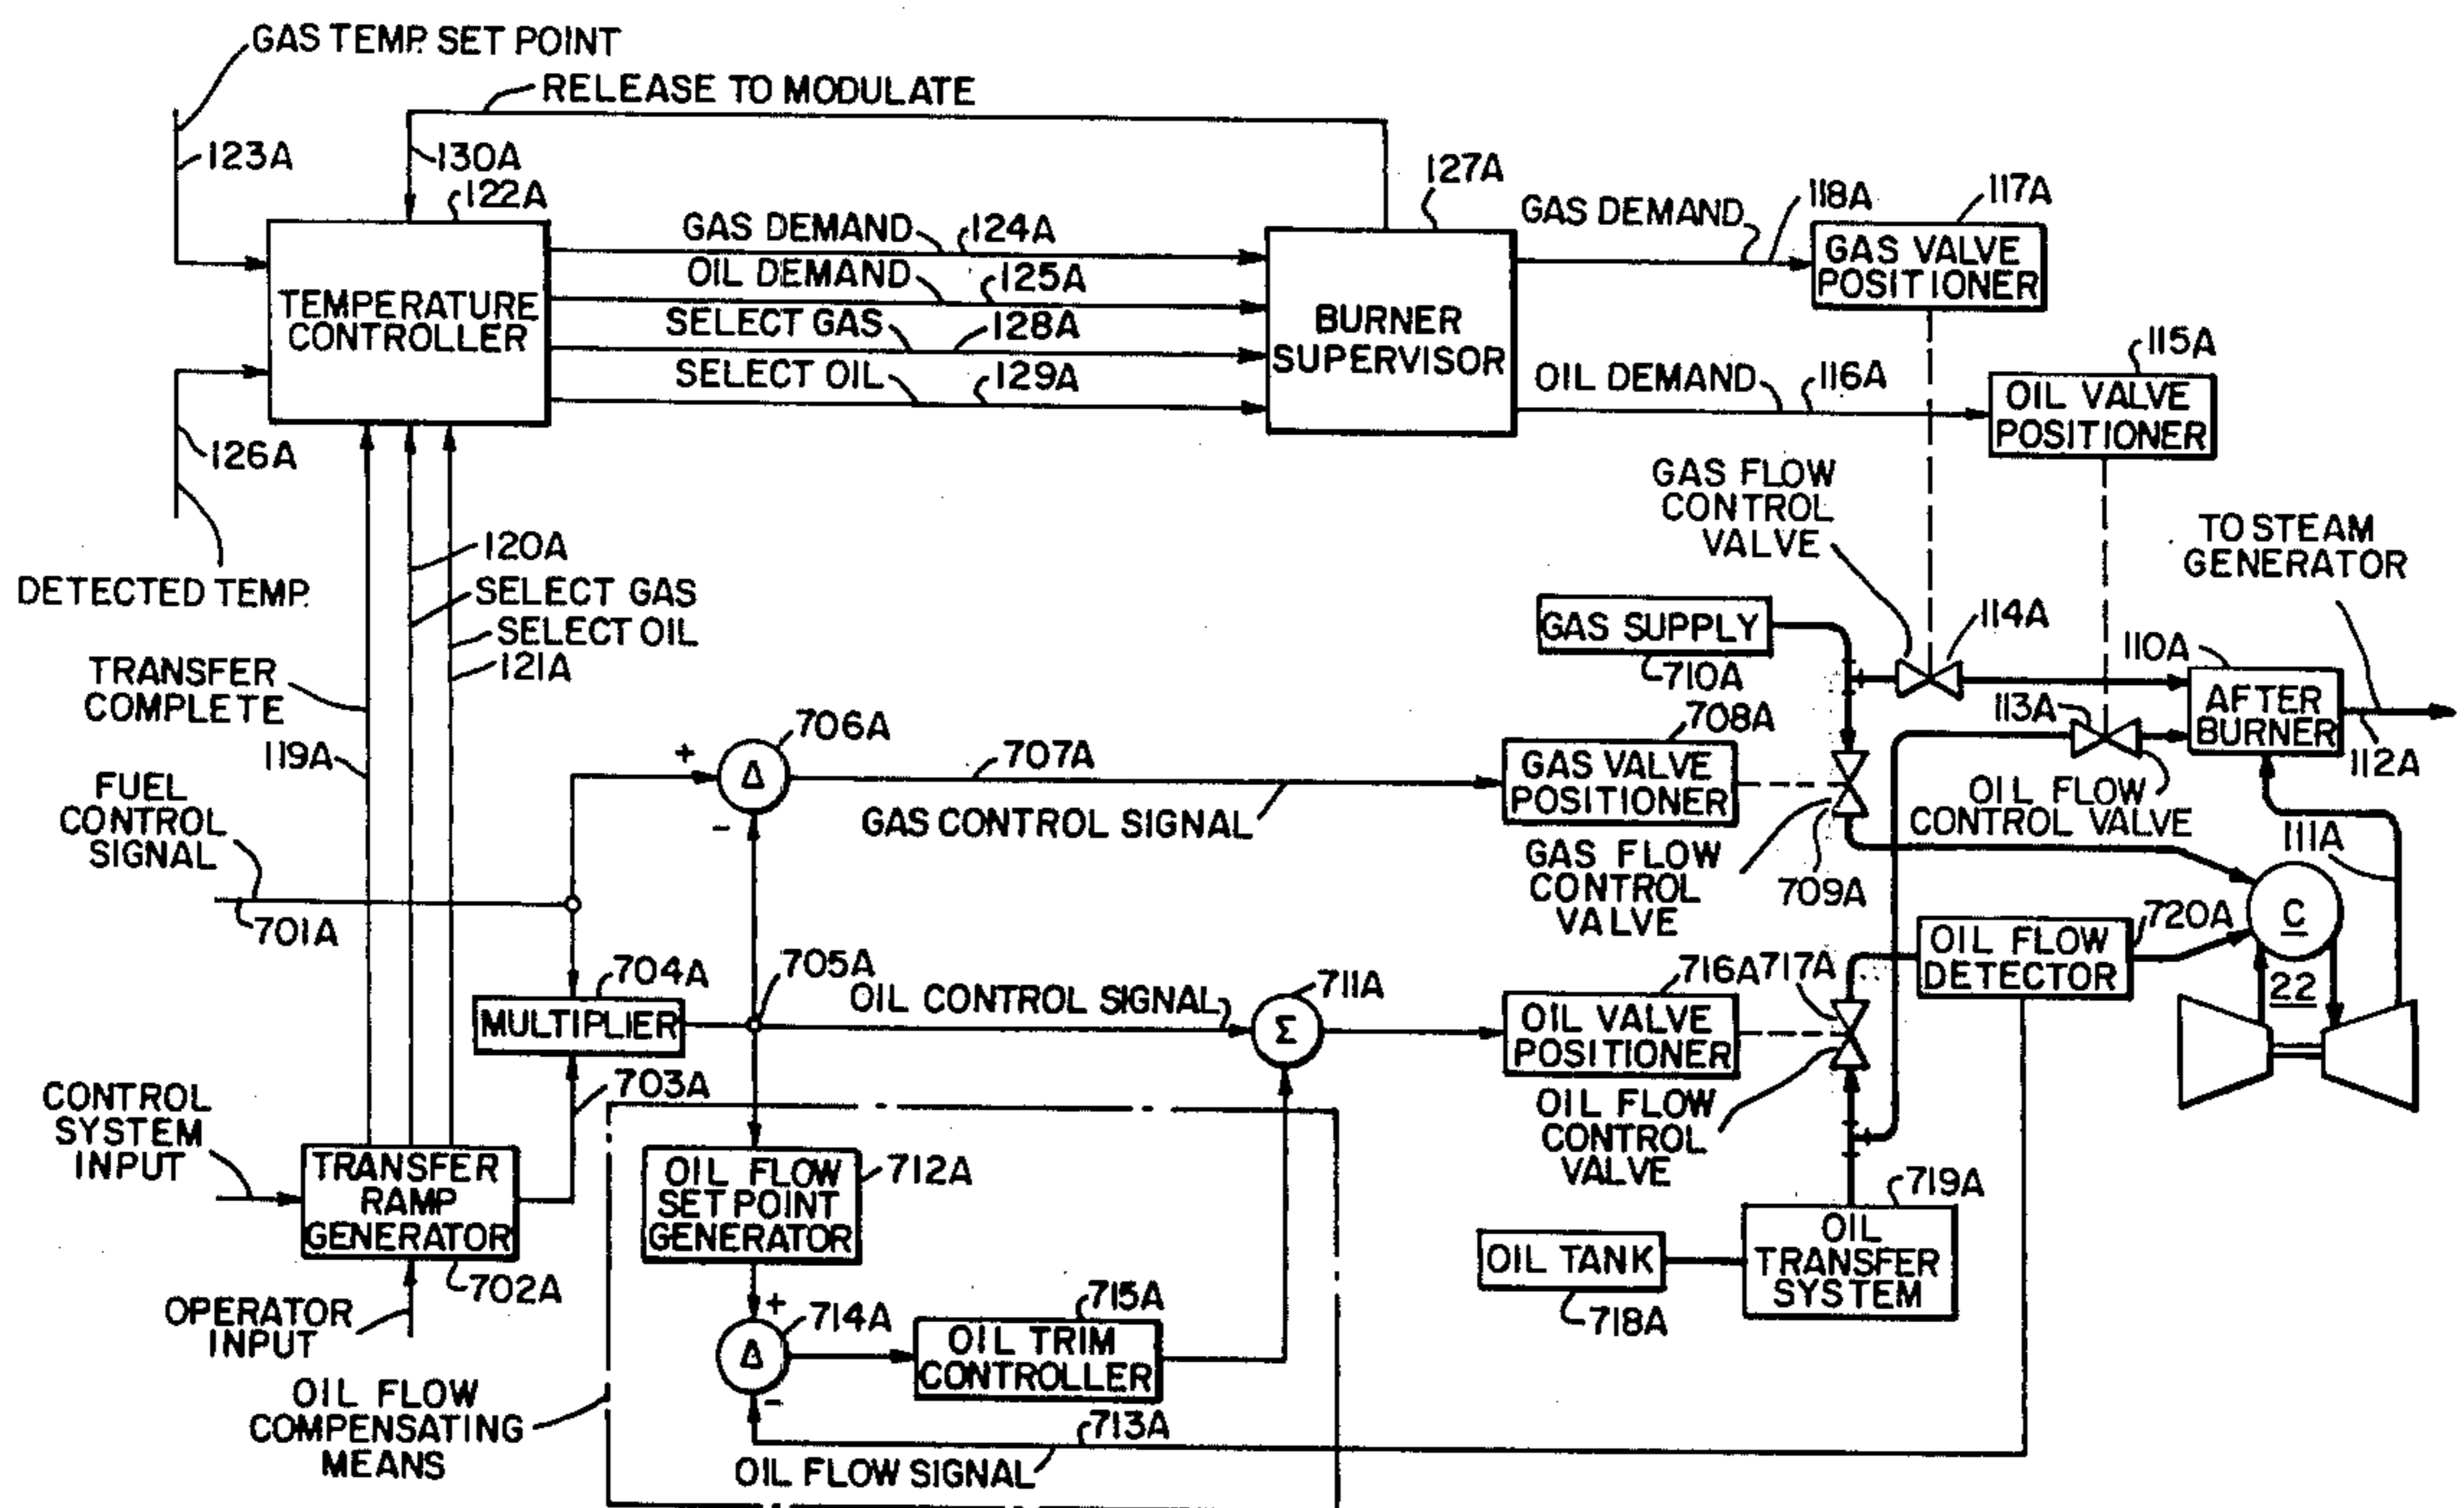 GAS TEMP. SET POINT
RELEASE TO MODULATE
123A
130A
122A
127A
GAS DEMAND
124A
OIL DEMAND
125A
SELECT GAS
128A
SELECT OIL
129A
TEMPERATURE
CONTROLLER
BURNER
SUPERVISOR
GAS DEMAND
118A
117A
GAS VALVE
POSITIONER
115A
OIL DEMAND
116A
OIL VALVE
POSITIONER
126A
DETECTED TEMP.
120A
SELECT GAS
SELECT OIL
121A
TRANSFER
COMPLETE
119A
GAS FLOW
CONTROL
VALVE
TO STEAM
GENERATOR
GAS SUPPLY
710A
114A
110A
AFTER
BURNER
113A
112A
OIL FLOW
CONTROL VALVE
111A
FUEL
CONTROL
SIGNAL
701A
+
-
Δ
706A
707A
GAS CONTROL SIGNAL
708A
GAS VALVE
POSITIONER
GAS FLOW
CONTROL
VALVE
709A
C
22
720A
OIL FLOW
DETECTOR
704A
MULTIPLIER
705A
OIL CONTROL SIGNAL
711A
Σ
716A
717A
OIL VALVE
POSITIONER
OIL FLOW
CONTROL
VALVE
703A
CONTROL
SYSTEM
INPUT
TRANSFER
RAMP
GENERATOR
702A
OPERATOR
INPUT
OIL FLOW
SET POINT
GENERATOR
712A
+
Δ
-
714A
715A
OIL TRIM
CONTROLLER
713A
OIL FLOW SIGNAL
OIL FLOW
COMPENSATING
MEANS
OIL TANK
718A
719A
OIL
TRANSFER
SYSTEM